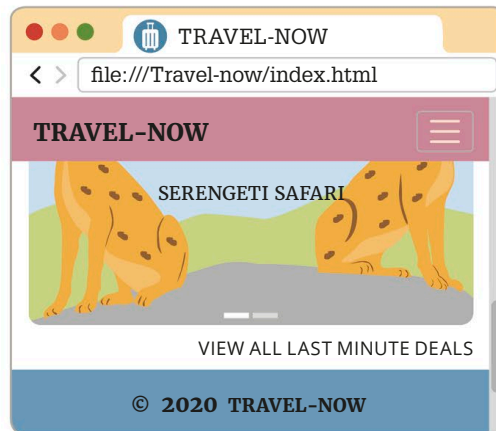 TRAVEL-NOW
file:///Travel-now/index.html
TRAVEL-NOW
SERENGETI SAFARI
VIEW ALL LAST MINUTE DEALS
© 2020 TRAVEL-NOW